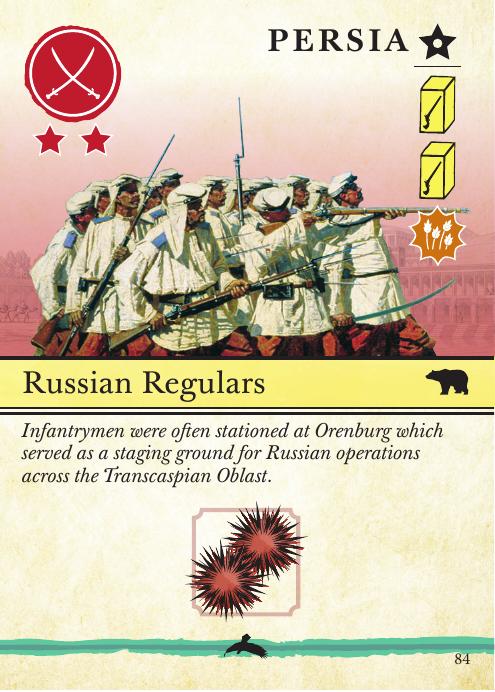 PERSIA
Russian Regulars
Infantrymen were often stationed at Orenburg which
served as a staging ground for Russian operations
across the Transcaspian Oblast.
84